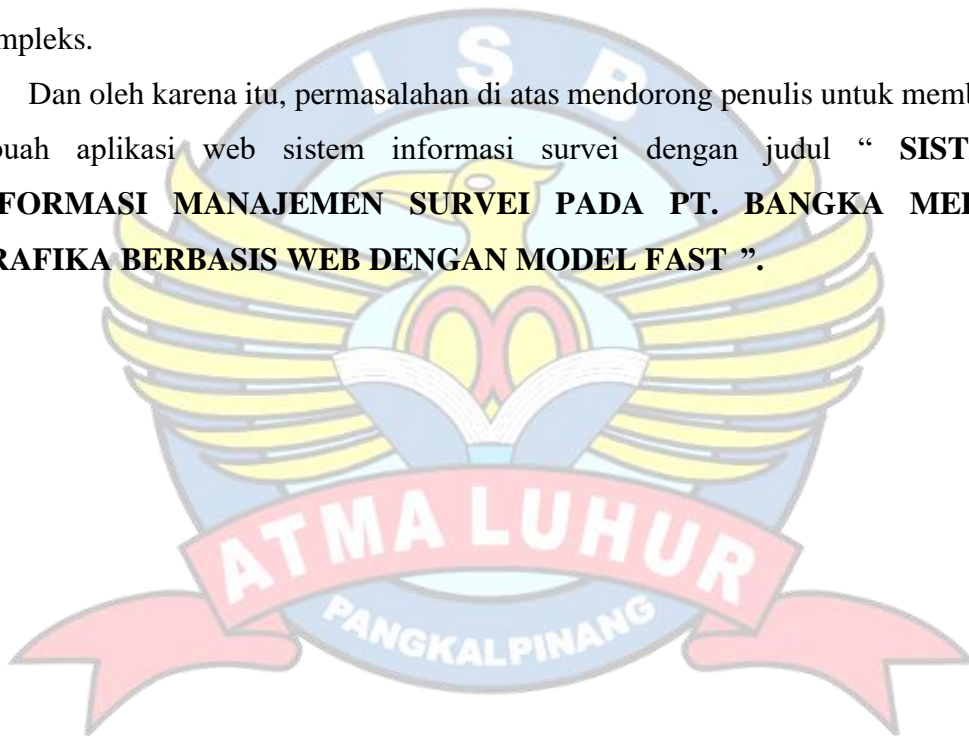 mpleks.
Dan oleh karena itu, permasalahan di atas mendorong penulis untuk memb
buah aplikasi web sistem informasi survei dengan judul “ SIST
FORMASI MANAJEMEN SURVEI PADA PT. BANGKA ME
RAFIKA BERBASIS WEB DENGAN MODEL FAST ”.
I S B
ATMA LUHUR
PANGKALPINANG